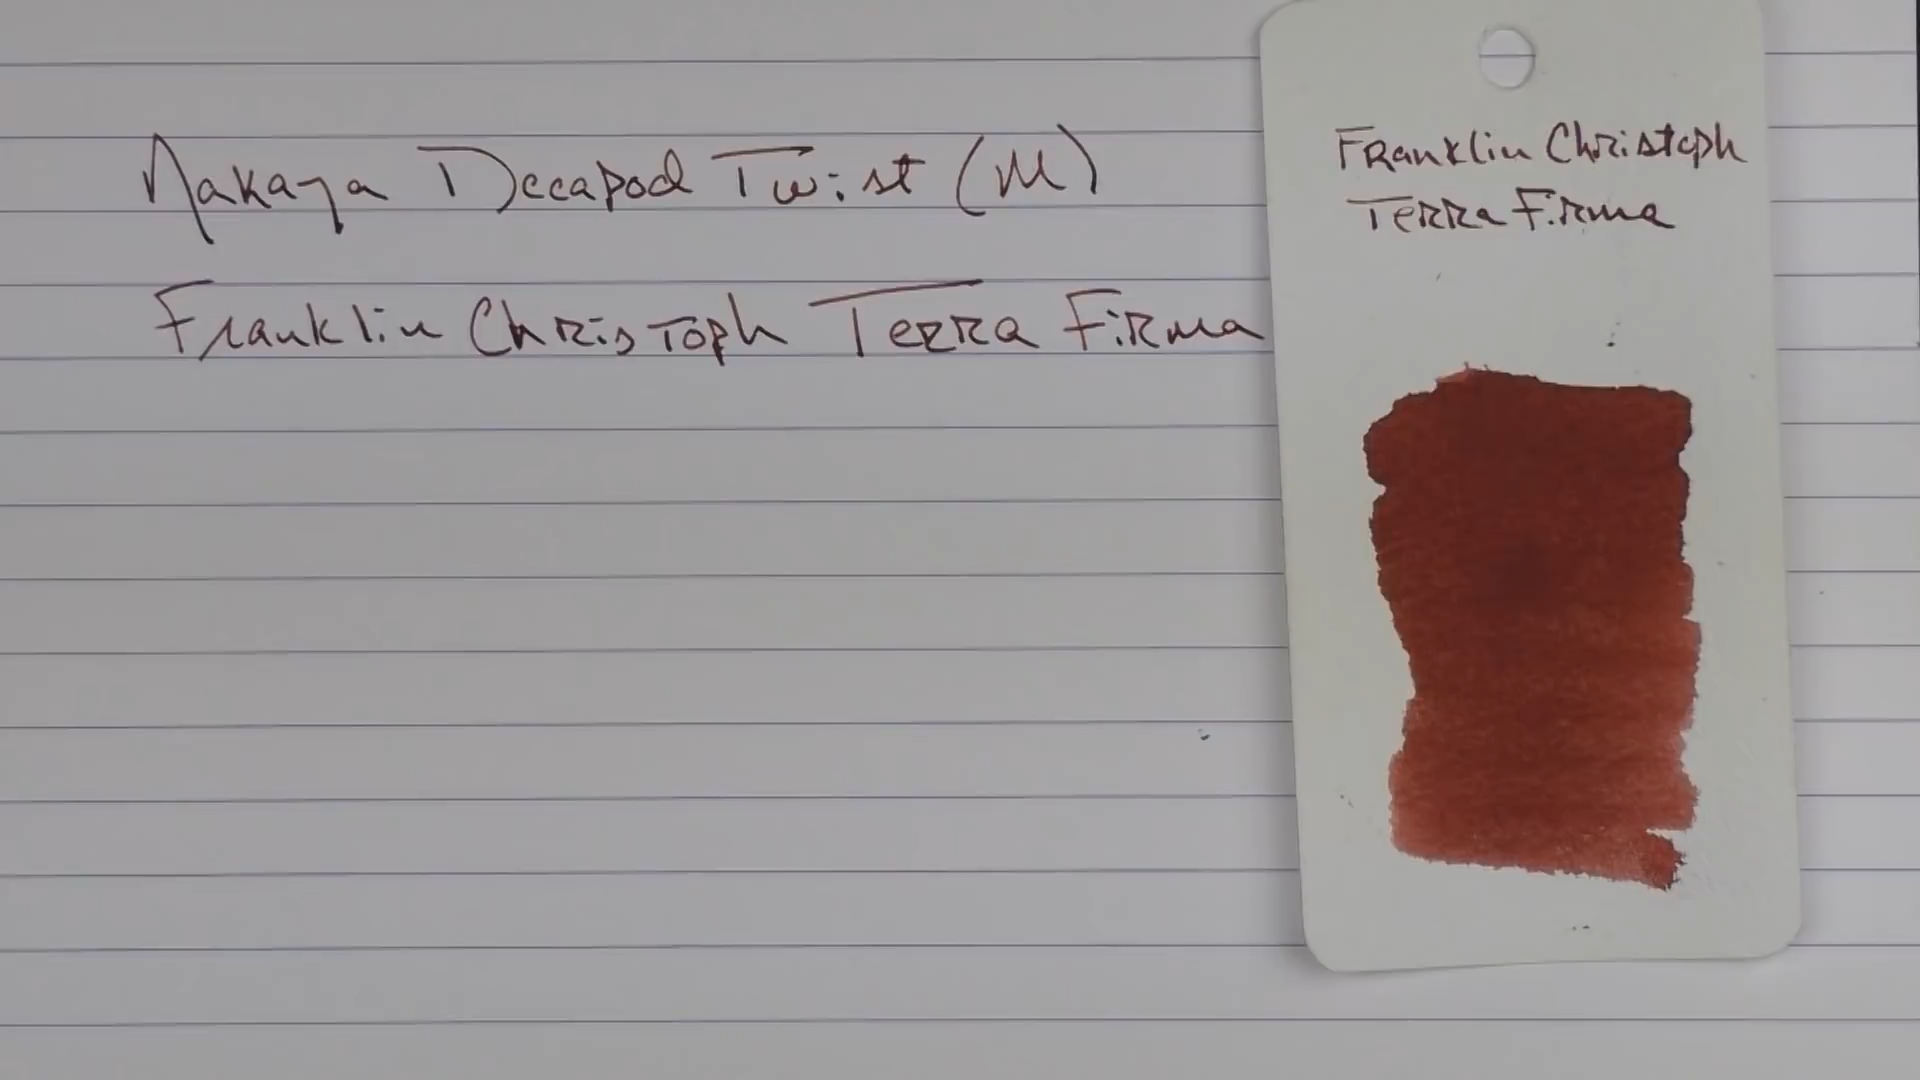 Nakaya Decapod Twist (M)
Franklin Christoph Terra Firma
Franklin Christoph
Terra Firma